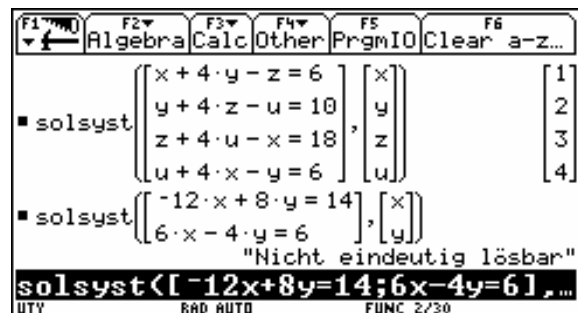 F1 F2 F3 F4 F5 F6
Algebra Calc Other PrgmIO Clear a-z…
x + 4·y − z = 6 x 1
y + 4·z − u = 10 y 2
▪ solsyst , 
z + 4·u − x = 18 z 3
u + 4·x − y = 6 u 4
-12·x + 8·y = 14 x
▪ solsyst , 
6·x − 4·y = 6 y
"Nicht eindeutig lösbar"
solsyst([-12x+8y=14;6x-4y=6],…
UTY RAD AUTO FUNC 2/30